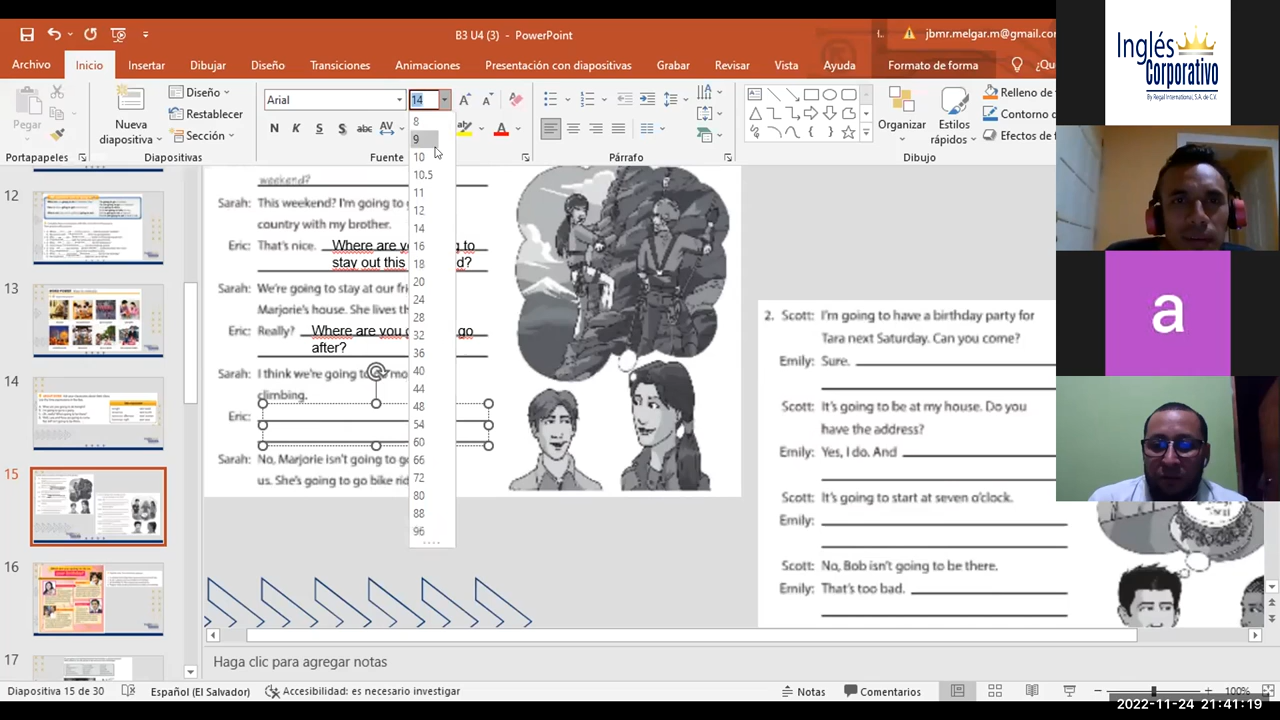 B3 U4 (3) - PowerPoint
jbmr.melgar.m@gmail.com
Archivo Inicio Insertar Dibujar Diseño Transiciones Animaciones Presentación con diapositivas Grabar Revisar Vista Ayuda Formato de forma
Pegar
Nueva diapositiva
Diseño
Restablecer
Sección
Arial 14
N K S S abc AV
Organizar
Estilos rápidos
Relleno de
Contorno d
Efectos de
Portapapeles Diapositivas Fuente Párrafo Dibujo
8
9
10
10.5
11
12
14
16
18
20
24
28
32
36
40
44
48
54
60
66
72
80
88
96
12
13
14
15
16
17
weekend?
Sarah: This weekend? I'm going to
country with my brother.
Eric: That's nice. Where are
to
stay out this
Sarah: We're going to stay at our
Marjorie's house. She lives
Eric: Really? Where are you go
after?
Sarah: I think we're going
climbing.
Eric:
Sarah: No, Marjorie isn't going to
us. She's going to go bike
2. Scott: I'm going to have a birthday party for
Tara next Saturday. Can you come?
Emily: Sure.
Scott: It's going to be at my house. Do you
have the address?
Emily: Yes, I do. And
Scott: It's going to start at seven o'clock.
Emily:
Scott: No, Bob isn't going to be there.
Emily: That's too bad.
Inglés
Corporativo
By Regal International, S.A. de C.V.
a
Haga clic para agregar notas
Diapositiva 15 de 30 Español (El Salvador) Accesibilidad: es necesario investigar Notas Comentarios 100%
2022-11-24 21:41:19